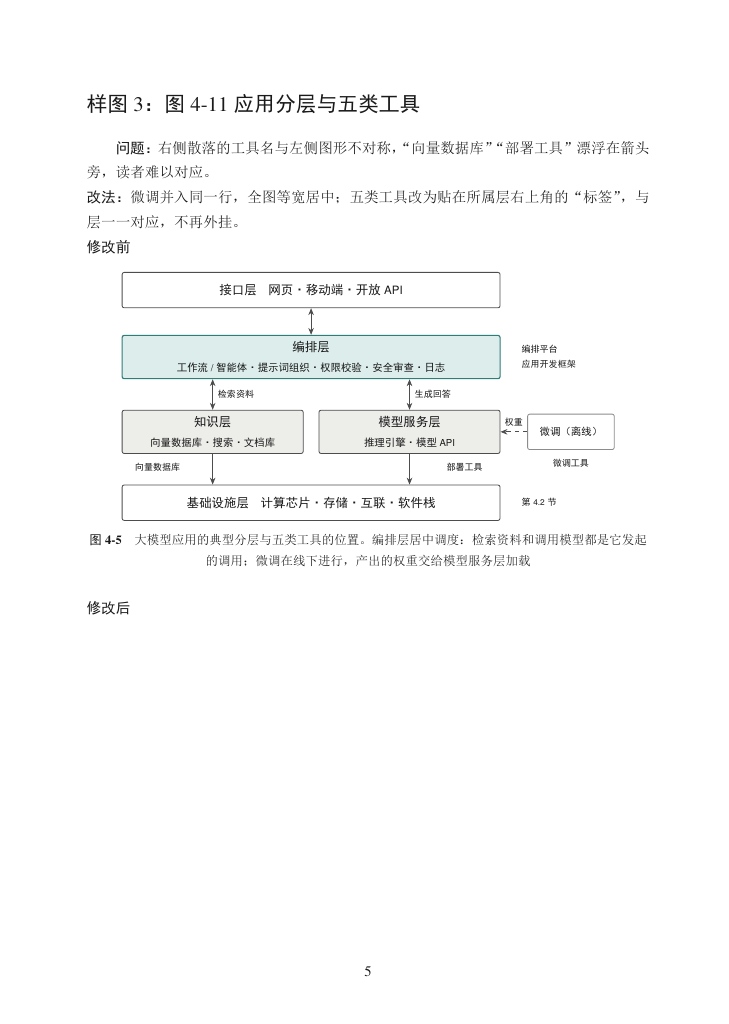 样图 3：图 4-11 应用分层与五类工具
问题：右侧散落的工具名与左侧图形不对称，“向量数据库”“部署工具”漂浮在箭头
旁，读者难以对应。
改法：微调并入同一行，全图等宽居中；五类工具改为贴在所属层右上角的“标签”，与
层一一对应，不再外挂。
修改前
接口层 网页·移动端·开放 API
编排层
工作流 / 智能体·提示词组织·权限校验·安全审查·日志
编排平台
应用开发框架
检索资料
生成回答
知识层
向量数据库·搜索·文档库
模型服务层
推理引擎·模型 API
权重
微调（离线）
向量数据库
部署工具
微调工具
基础设施层 计算芯片·存储·互联·软件栈
第 4.2 节
图 4-5 大模型应用的典型分层与五类工具的位置。编排层居中调度：检索资料和调用模型都是它发起
的调用；微调在线下进行，产出的权重交给模型服务层加载
修改后
5